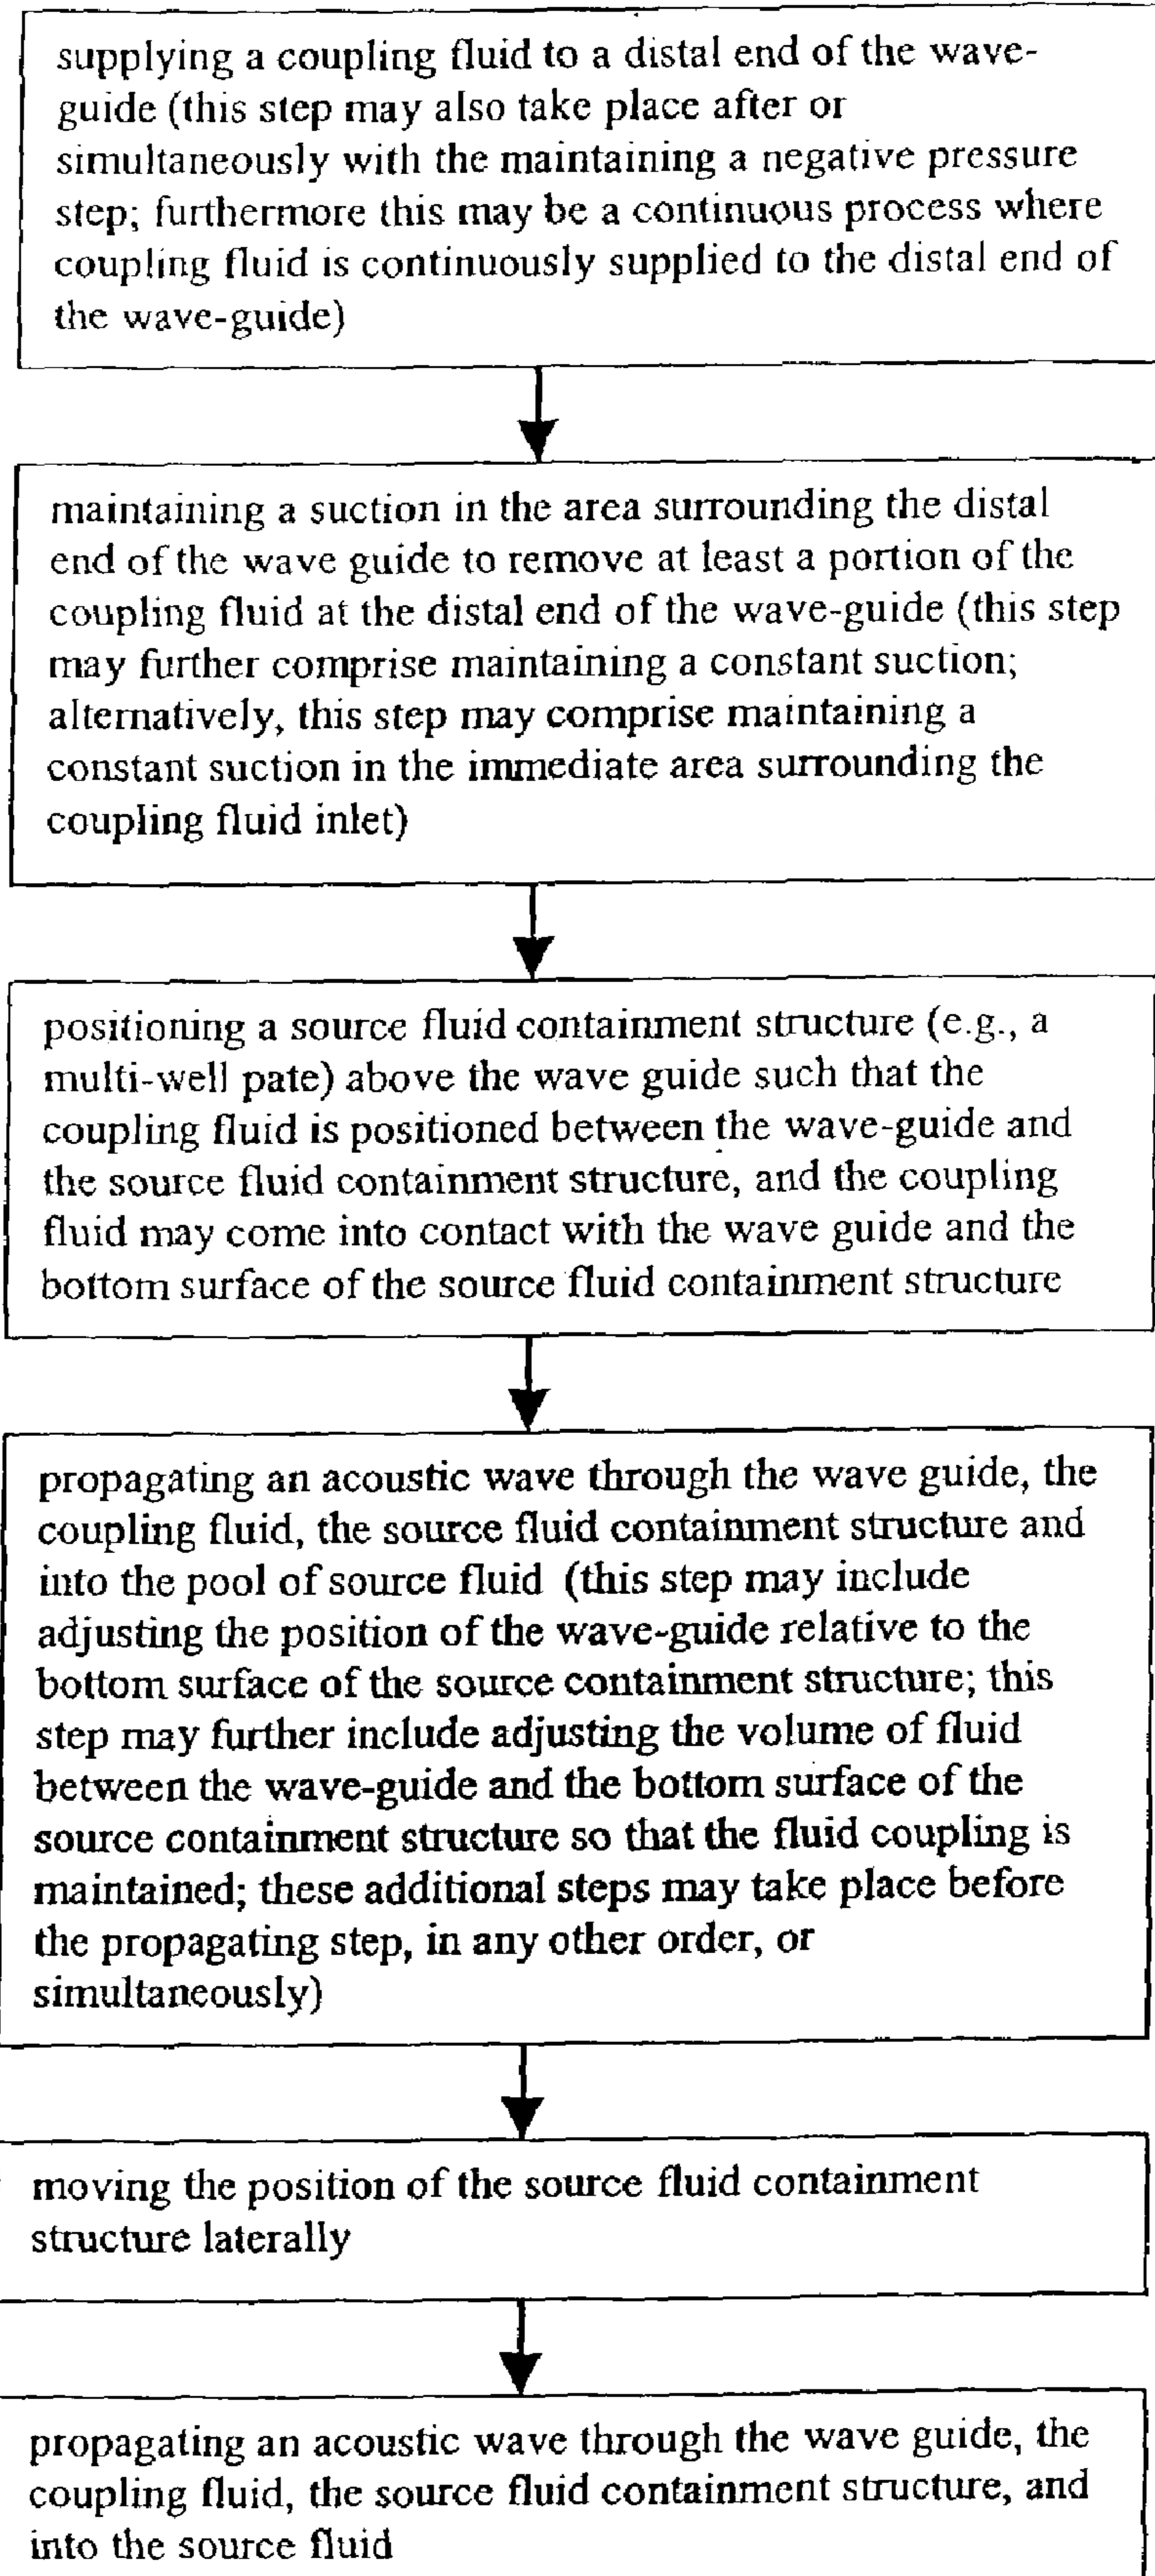 supplying a coupling fluid to a distal end of the wave-
guide (this step may also take place after or
simultaneously with the maintaining a negative pressure
step; furthermore this may be a continuous process where
coupling fluid is continuously supplied to the distal end of
the wave-guide)
maintaining a suction in the area surrounding the distal
end of the wave guide to remove at least a portion of the
coupling fluid at the distal end of the wave-guide (this step
may further comprise maintaining a constant suction;
alternatively, this step may comprise maintaining a
constant suction in the immediate area surrounding the
coupling fluid inlet)
positioning a source fluid containment structure (e.g., a
multi-well pate) above the wave guide such that the
coupling fluid is positioned between the wave-guide and
the source fluid containment structure, and the coupling
fluid may come into contact with the wave guide and the
bottom surface of the source fluid containment structure
propagating an acoustic wave through the wave guide, the
coupling fluid, the source fluid containment structure and
into the pool of source fluid (this step may include
adjusting the position of the wave-guide relative to the
bottom surface of the source containment structure; this
step may further include adjusting the volume of fluid
between the wave-guide and the bottom surface of the
source containment structure so that the fluid coupling is
maintained; these additional steps may take place before
the propagating step, in any other order, or
simultaneously)
moving the position of the source fluid containment
structure laterally
propagating an acoustic wave through the wave guide, the
coupling fluid, the source fluid containment structure, and
into the source fluid